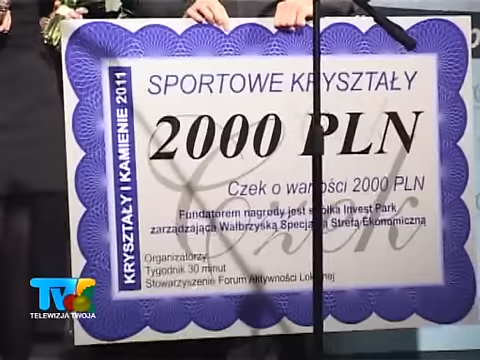 KRYSZTAŁY I KAMIENIE 2011
SPORTOWE KRYSZTAŁY
2000 PLN
Czek
Czek o wartości 2000 PLN
Fundatorem nagrody jest spółka Invest Park
zarządzająca Wałbrzyską Specjalną Strefą Ekonomiczną
Organizatorzy:
Tygodnik 30 minut
Stowarzyszenie Forum Aktywności Lokalnej
TVS
TELEWIZJA TWOJA